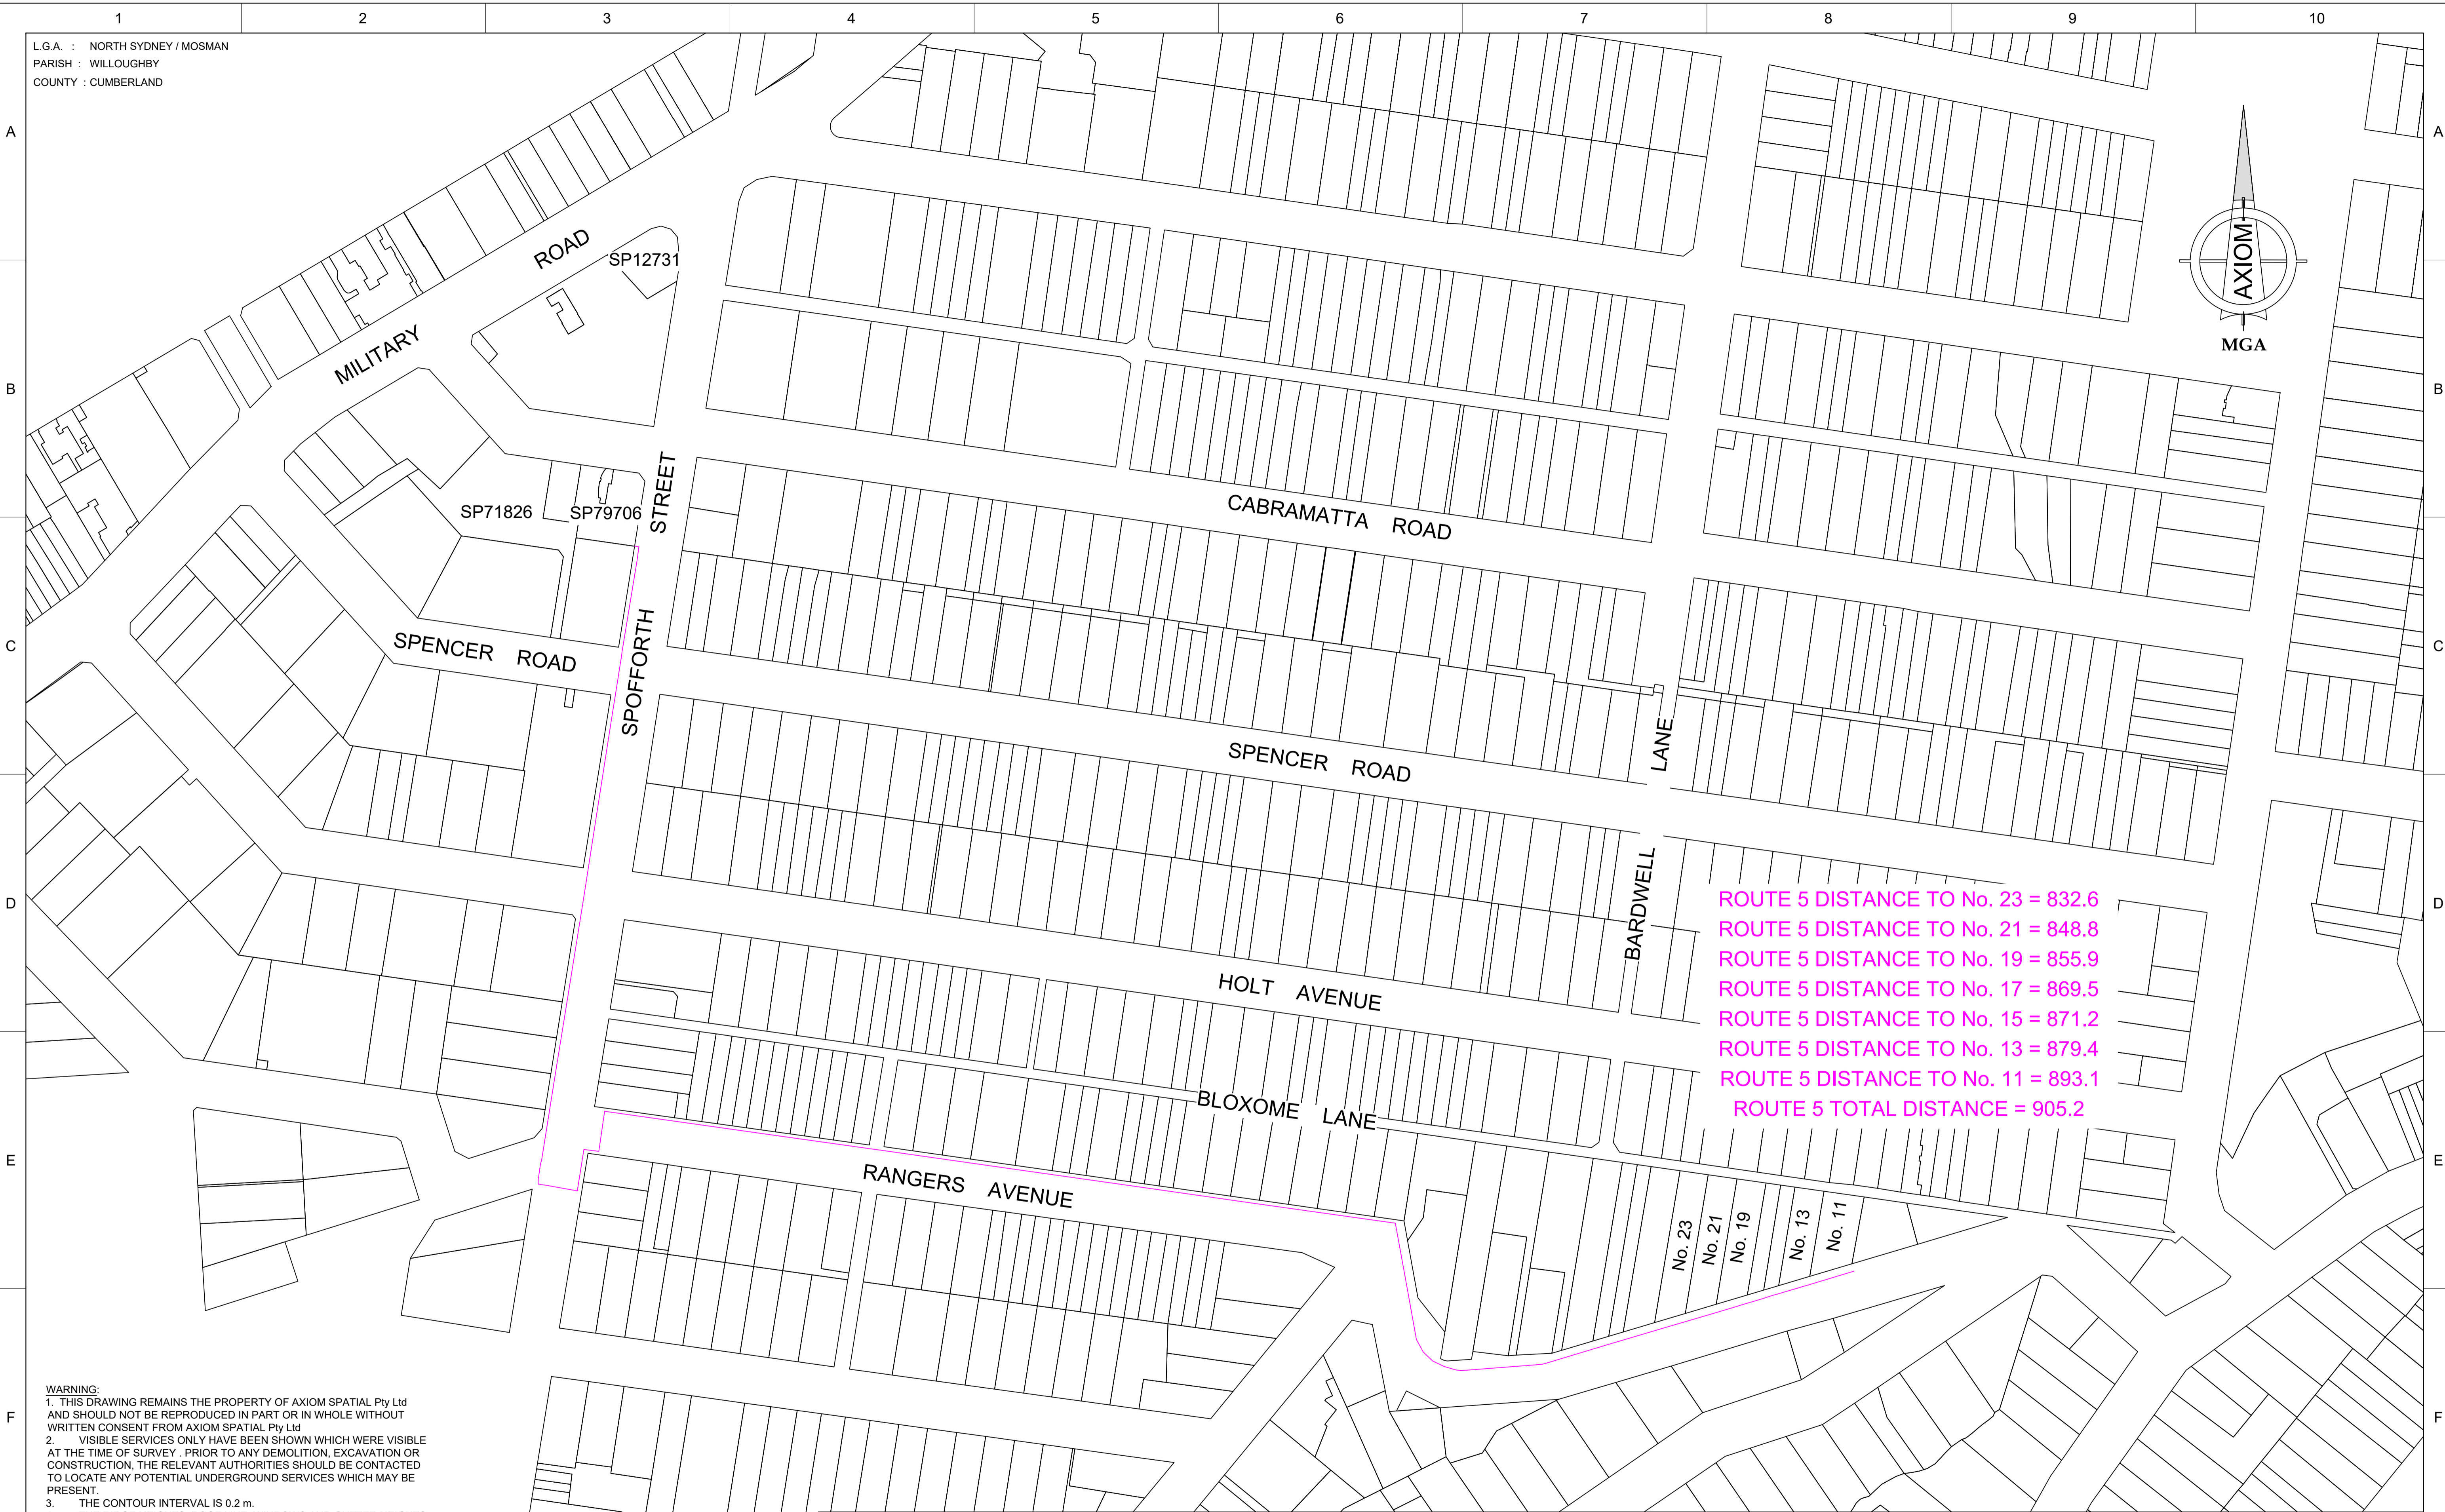 1 2 3 4 5 6 7 8 9 10
L.G.A. : NORTH SYDNEY / MOSMAN
PARISH : WILLOUGHBY
COUNTY : CUMBERLAND
A
A
ROAD
SP12731
AXIOM
MGA
MILITARY
B
B
STREET
SP71826
SP79706
CABRAMATTA ROAD
C
C
SPENCER ROAD
SPOFFORTH
SPENCER ROAD
LANE
BARDWELL
D
D
ROUTE 5 DISTANCE TO No. 23 = 832.6
ROUTE 5 DISTANCE TO No. 21 = 848.8
ROUTE 5 DISTANCE TO No. 19 = 855.9
ROUTE 5 DISTANCE TO No. 17 = 869.5
ROUTE 5 DISTANCE TO No. 15 = 871.2
ROUTE 5 DISTANCE TO No. 13 = 879.4
ROUTE 5 DISTANCE TO No. 11 = 893.1
ROUTE 5 TOTAL DISTANCE = 905.2
HOLT AVENUE
BLOXOME LANE
E
E
RANGERS AVENUE
No. 23
No. 21
No. 19
No. 13
No. 11
F
F
WARNING:
1. THIS DRAWING REMAINS THE PROPERTY OF AXIOM SPATIAL Pty Ltd
AND SHOULD NOT BE REPRODUCED IN PART OR IN WHOLE WITHOUT
WRITTEN CONSENT FROM AXIOM SPATIAL Pty Ltd
2. VISIBLE SERVICES ONLY HAVE BEEN SHOWN WHICH WERE VISIBLE
AT THE TIME OF SURVEY . PRIOR TO ANY DEMOLITION, EXCAVATION OR
CONSTRUCTION, THE RELEVANT AUTHORITIES SHOULD BE CONTACTED
TO LOCATE ANY POTENTIAL UNDERGROUND SERVICES WHICH MAY BE
PRESENT.
3. THE CONTOUR INTERVAL IS 0.2 m.